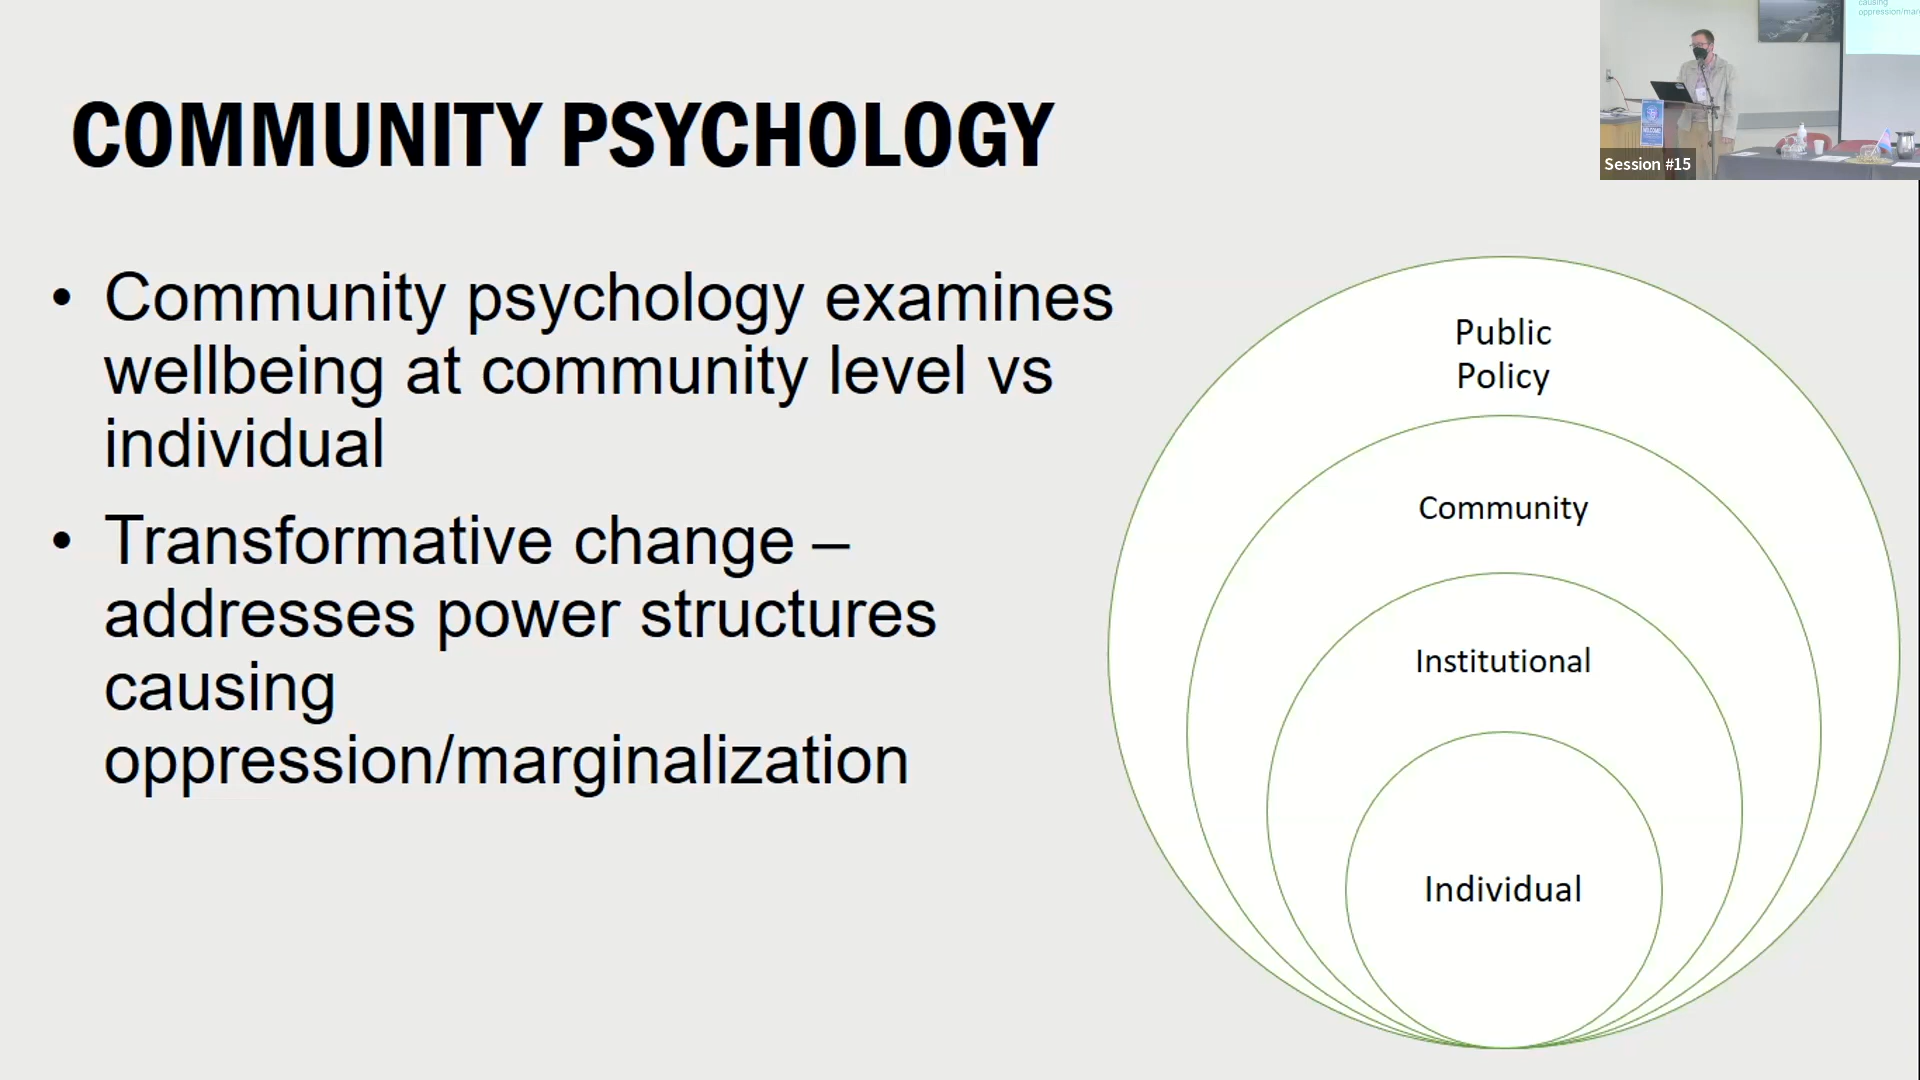 COMMUNITY PSYCHOLOGY
• Community psychology examines
wellbeing at community level vs
individual
• Transformative change –
addresses power structures
causing
oppression/marginalization
Public
Policy
Community
Institutional
Individual
causing
Session #15